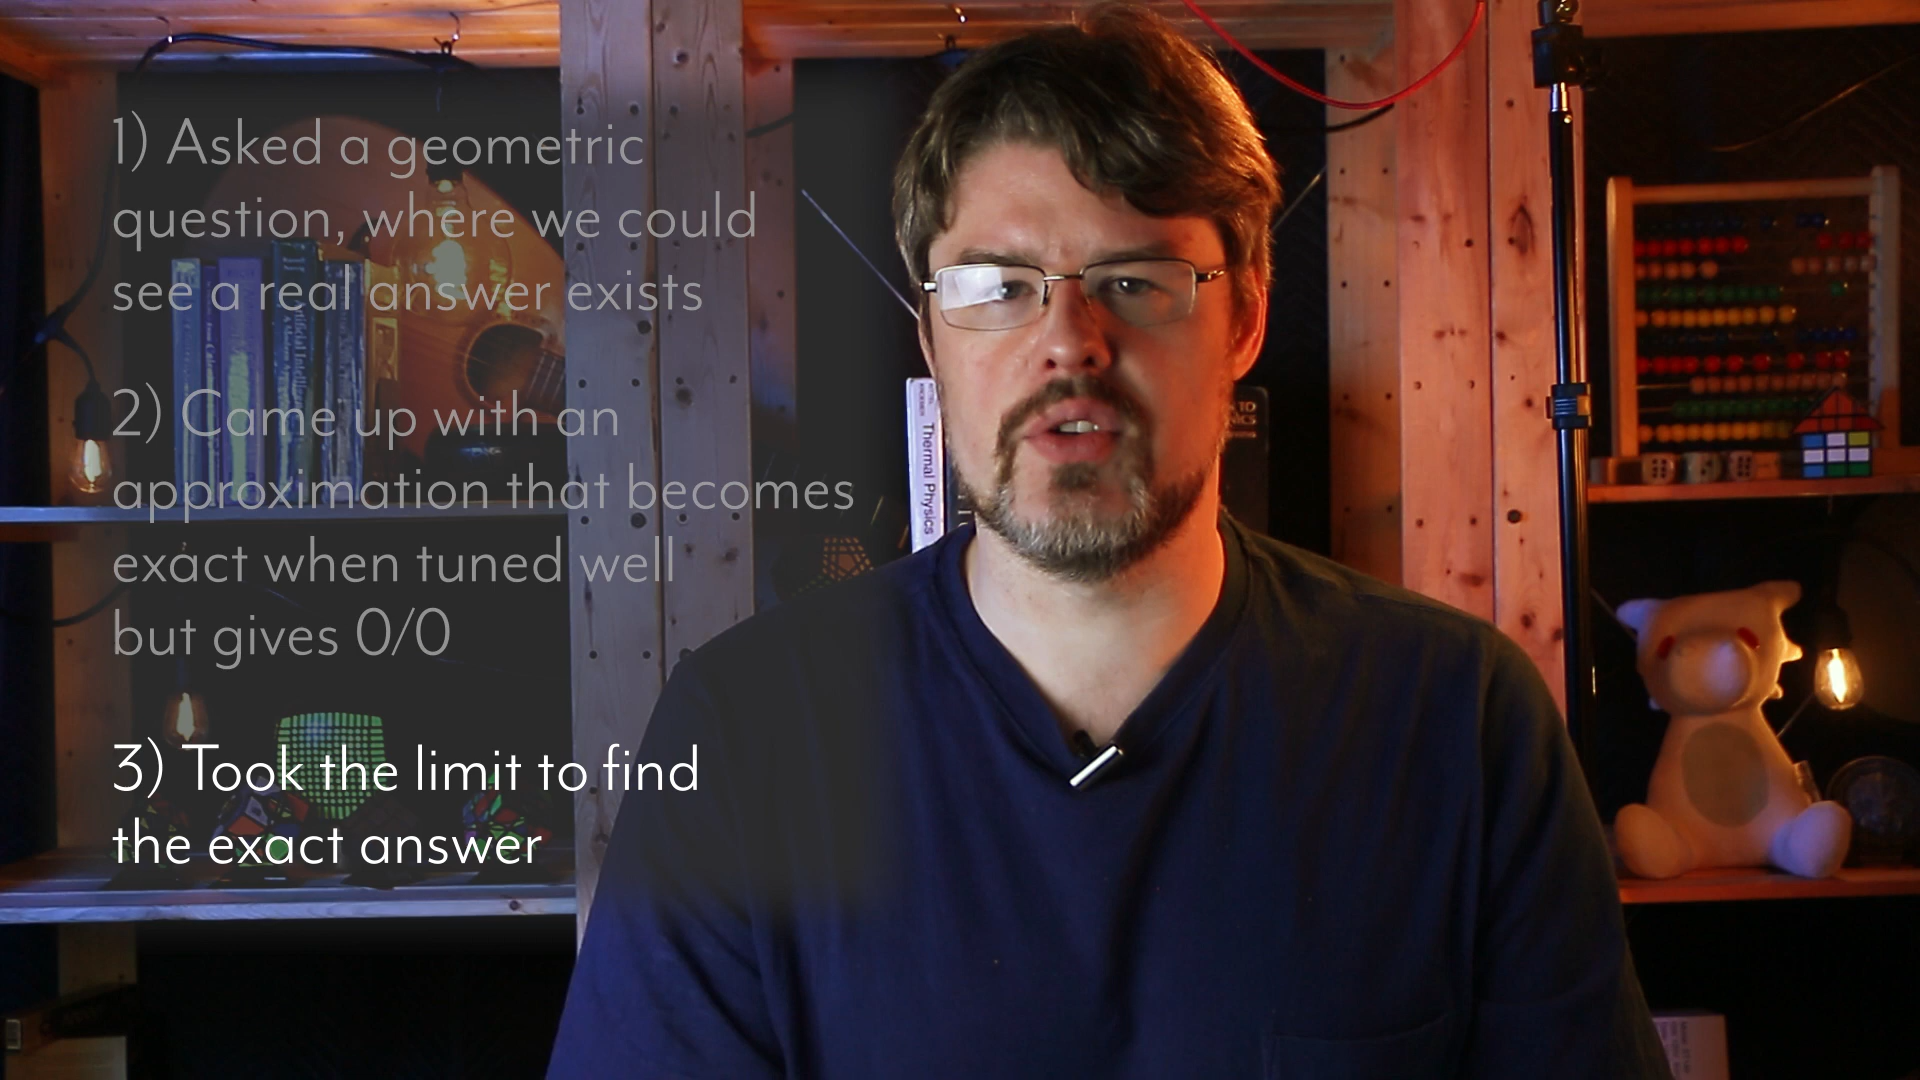 1) Asked a geometric
question, where we could
see a real answer exists
2) Came up with an
approximation that becomes
exact when tuned well
but gives 0/0
3) Took the limit to find
the exact answer
Artificial Intelligence
Thermal Physics